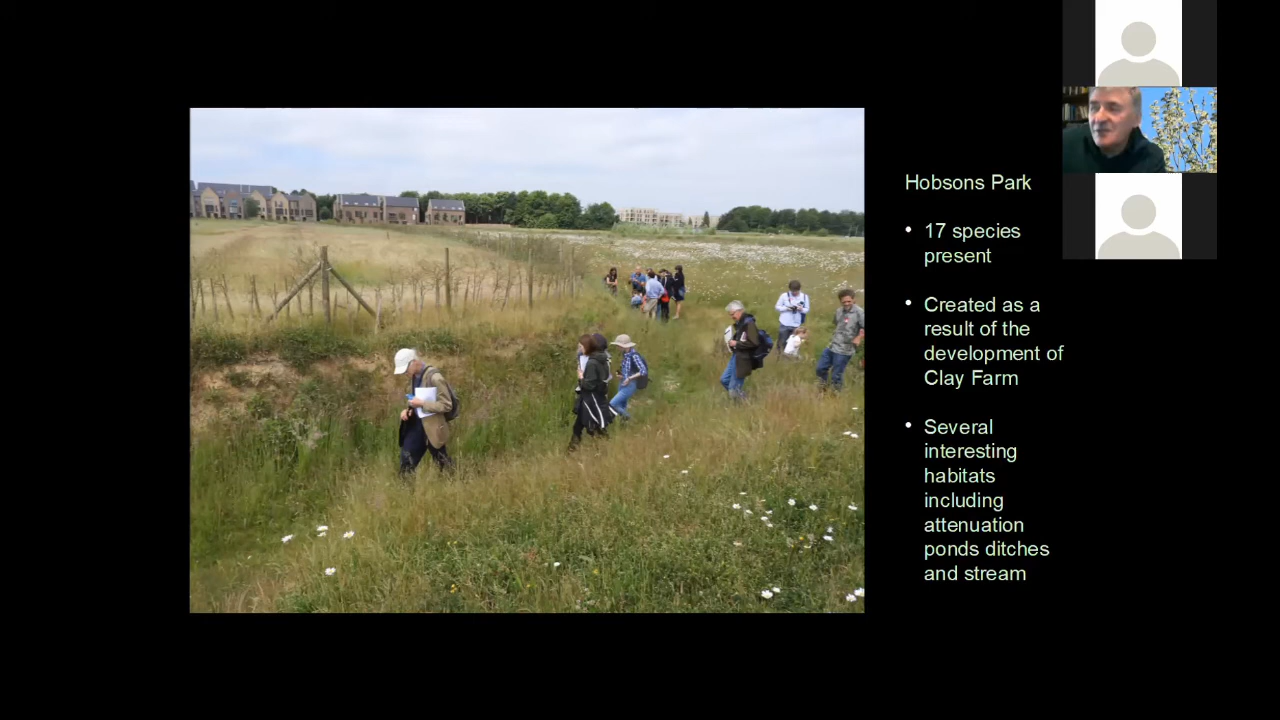 Hobsons Park
• 17 species
present
• Created as a
result of the
development of
Clay Farm
• Several
interesting
habitats
including
attenuation
ponds ditches
and stream